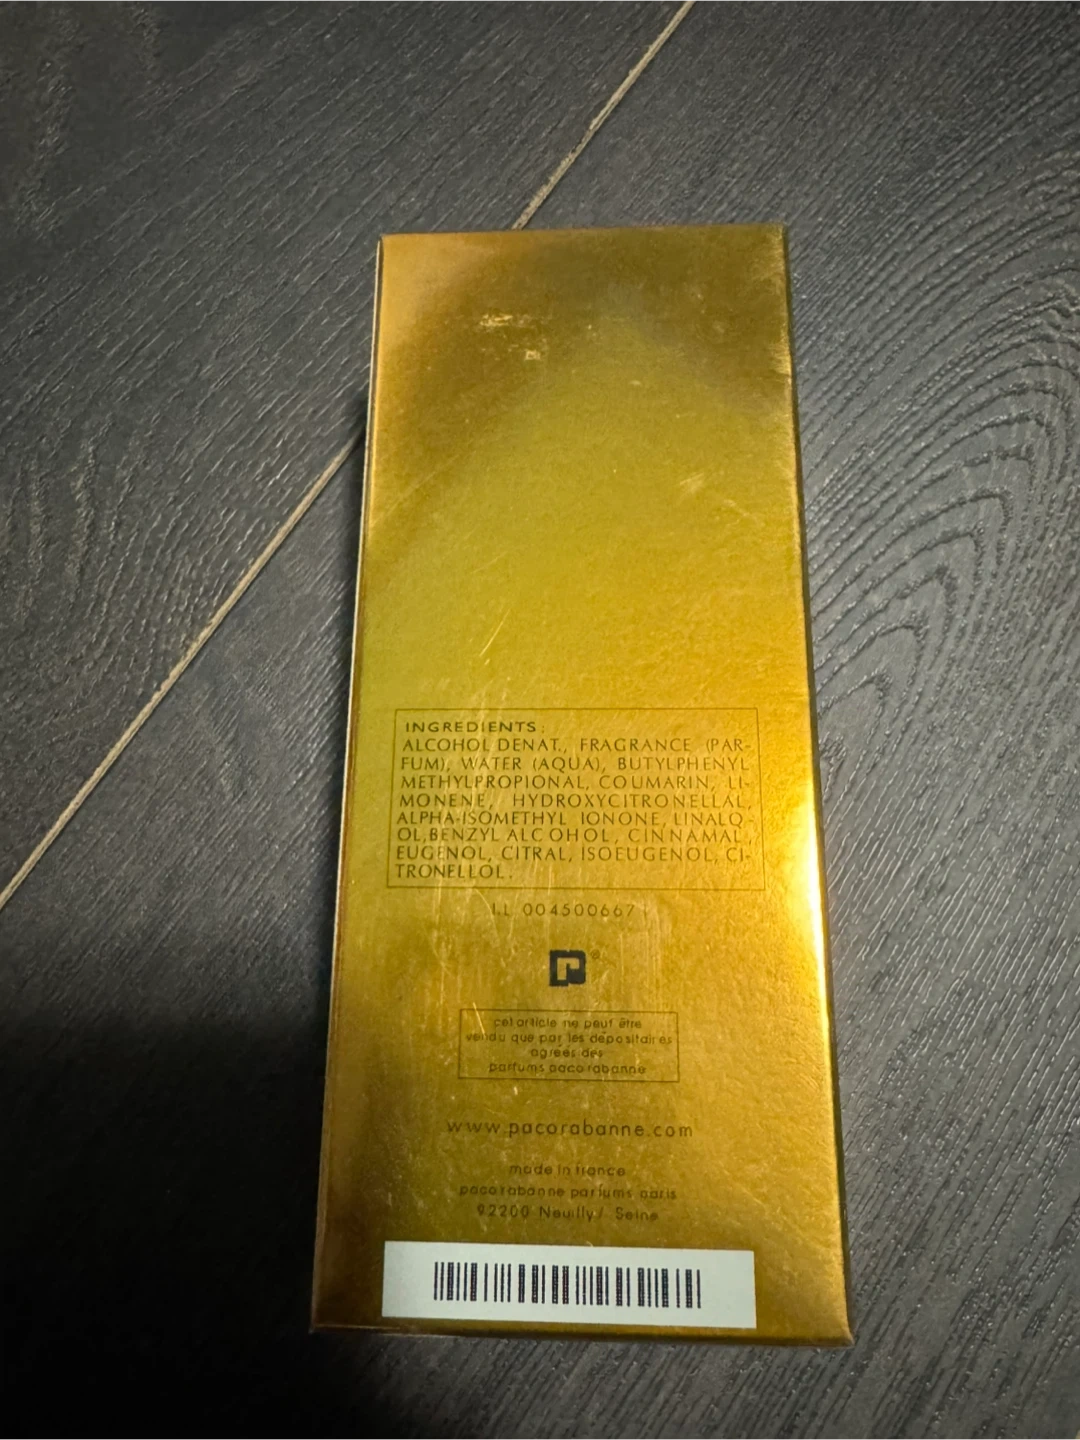 INGREDIENTS:
ALCOHOL DENAT., FRAGRANCE (PAR-
FUM), WATER (AQUA), BUTYLPHENYL
METHYLPROPIONAL, COUMARIN, LI-
MONENE, HYDROXYCITRONELLAL,
ALPHA-ISOMETHYL IONONE, LINALO-
OL, BENZYL ALCOHOL, CINNAMAL,
EUGENOL, CITRAL, ISOEUGENOL, CI-
TRONELLOL.
I.L 004500667
r®
cet article ne peut être
vendu que par les dépositaires
agréés des
parfums paco rabanne
www.pacorabanne.com
made in france
paco rabanne parfums paris
92200 Neuilly / Seine